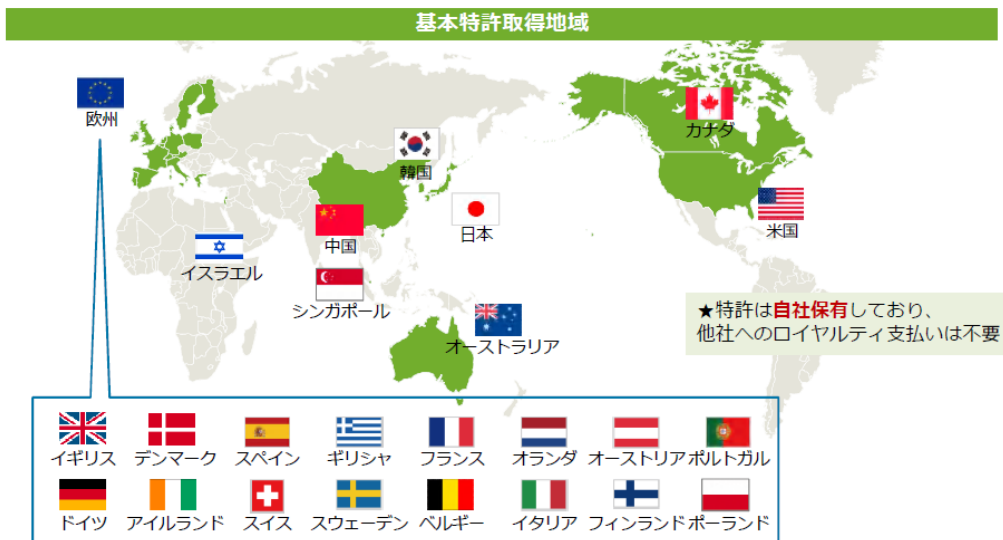 基本特許取得地域
欧州
カナダ
韓国
米国
日本
中国
イスラエル
シンガポール
★特許は自社保有しており、
他社へのロイヤルティ支払いは不要
オーストラリア
イギリス デンマーク スペイン ギリシャ フランス オランダ オーストリア ポルトガル
ドイツ アイルランド スイス スウェーデン ベルギー イタリア フィンランド ポーランド